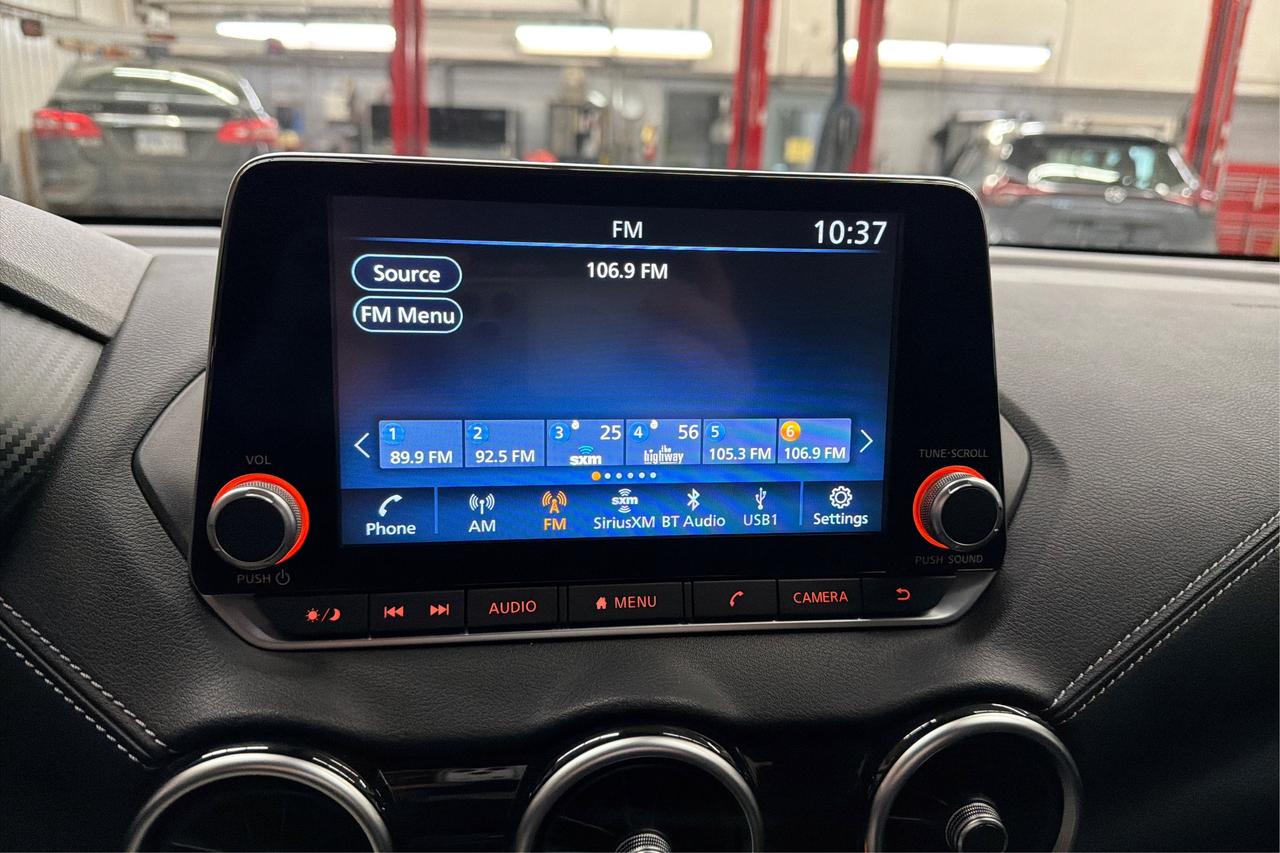 FM
10:37
Source
106.9 FM
FM Menu
1
2
3
25
4
56
5
6
89.9 FM
92.5 FM
sxm
the
highway
105.3 FM
106.9 FM
Phone
AM
FM
sxm
SiriusXM
BT Audio
USB1
Settings
VOL
PUSH
TUNE·SCROLL
PUSH SOUND
AUDIO
MENU
CAMERA